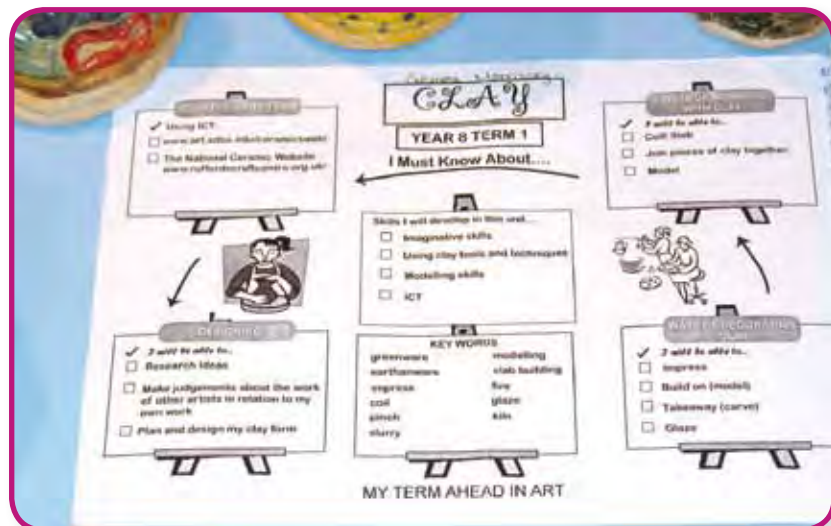 CLAY
YEAR 8 TERM 1
I Must Know About....
✓ Using ICT:
☐ The National Ceramic Website
✓ I will be able to...
☐ Coil/ Slab
☐ Join pieces of clay together
☐ Model
Skills I will develop in this unit...
☐ Imaginative skills
☐ Using clay tools and techniques
☐ Modelling skills
☐ ICT
DESIGNING
✓ I will be able to...
☐ Research Ideas
☐ Make judgements about the work
of other artists in relation to my
own work
☐ Plan and design my clay form
KEY WORDS
greenware modelling
earthenware slab building
impress fire
coil glaze
pinch kiln
slurry
✓ I will be able to...
☐ Impress
☐ Build on (model)
☐ Takeaway (carve)
☐ Glaze
MY TERM AHEAD IN ART